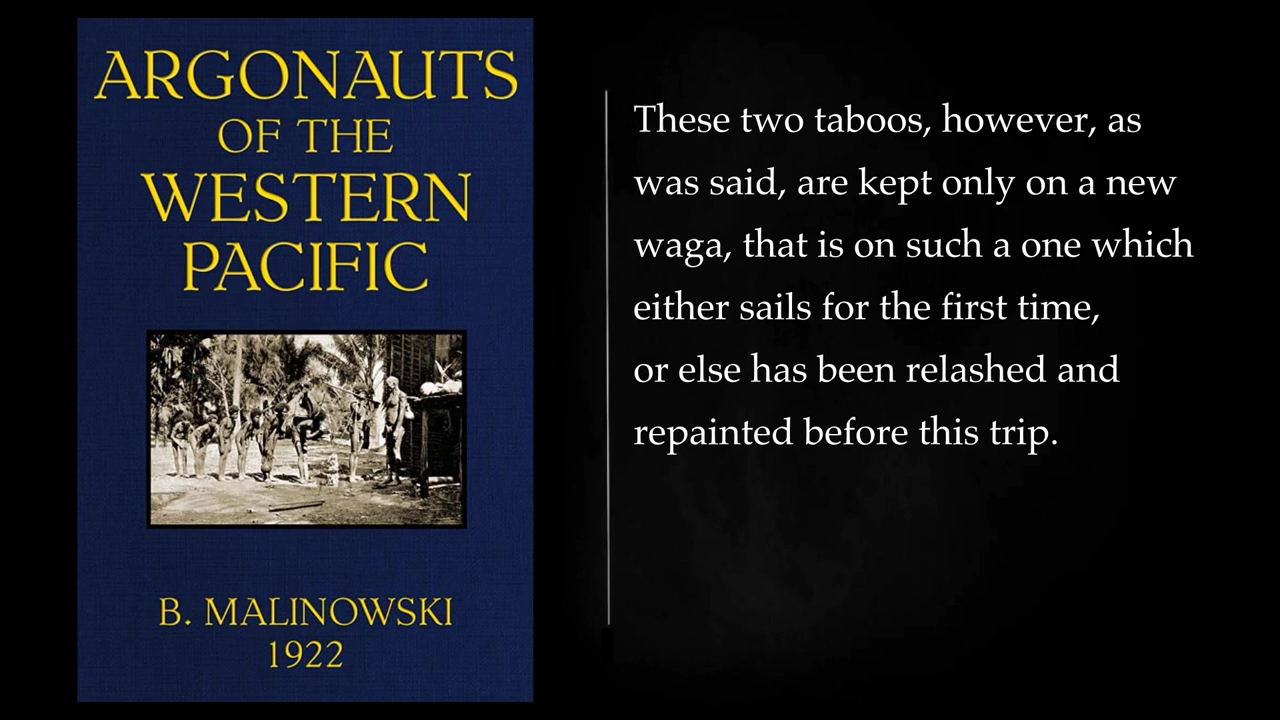 ARGONAUTS
OF THE
WESTERN
PACIFIC
B. MALINOWSKI
1922
These two taboos, however, as
was said, are kept only on a new
waga, that is on such a one which
either sails for the first time,
or else has been relashed and
repainted before this trip.